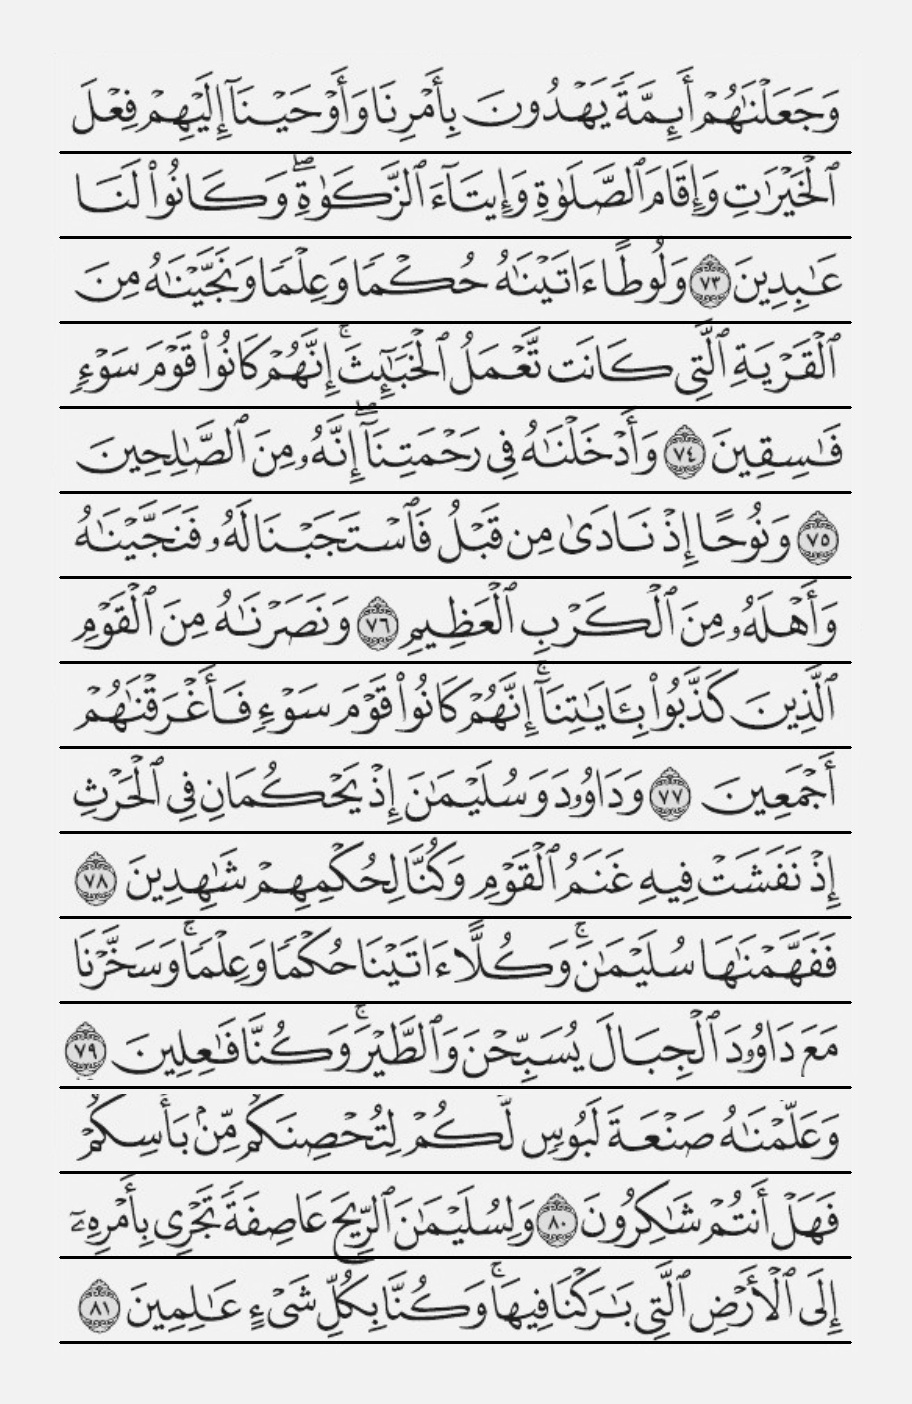 وَجَعَلْنَٰهُمْ أَئِمَّةً يَهْدُونَ بِأَمْرِنَا وَأَوْحَيْنَآ إِلَيْهِمْ فِعْلَ
ٱلْخَيْرَٰتِ وَإِقَامَ ٱلصَّلَوٰةِ وَإِيتَآءَ ٱلزَّكَوٰةِ ۖ وَكَانُوا۟ لَنَا
عَٰبِدِينَ ٧٣ وَلُوطًا ءَاتَيْنَٰهُ حُكْمًا وَعِلْمًا وَنَجَّيْنَٰهُ مِنَ
ٱلْقَرْيَةِ ٱلَّتِى كَانَت تَّعْمَلُ ٱلْخَبَٰٓئِثَ ۚ إِنَّهُمْ كَانُوا۟ قَوْمَ سَوْءٍ
فَٰسِقِينَ ٧٤ وَأَدْخَلْنَٰهُ فِى رَحْمَتِنَآ ۖ إِنَّهُۥ مِنَ ٱلصَّٰلِحِينَ
٧٥ وَنُوحًا إِذْ نَادَىٰ مِن قَبْلُ فَٱسْتَجَبْنَا لَهُۥ فَنَجَّيْنَٰهُ
وَأَهْلَهُۥ مِنَ ٱلْكَرْبِ ٱلْعَظِيمِ ٧٦ وَنَصَرْنَٰهُ مِنَ ٱلْقَوْمِ
ٱلَّذِينَ كَذَّبُوا۟ بِـَٔايَٰتِنَآ ۚ إِنَّهُمْ كَانُوا۟ قَوْمَ سَوْءٍ فَأَغْرَقْنَٰهُمْ
أَجْمَعِينَ ٧٧ وَدَاوُۥدَ وَسُلَيْمَٰنَ إِذْ يَحْكُمَانِ فِى ٱلْحَرْثِ
إِذْ نَفَشَتْ فِيهِ غَنَمُ ٱلْقَوْمِ وَكُنَّا لِحُكْمِهِمْ شَٰهِدِينَ ٧٨
فَفَهَّمْنَٰهَا سُلَيْمَٰنَ ۚ وَكُلًّا ءَاتَيْنَا حُكْمًا وَعِلْمًا ۚ وَسَخَّرْنَا
مَعَ دَاوُۥدَ ٱلْجِبَالَ يُسَبِّحْنَ وَٱلطَّيْرَ ۚ وَكُنَّا فَٰعِلِينَ ٧٩
وَعَلَّمْنَٰهُ صَنْعَةَ لَبُوسٍ لَّكُمْ لِتُحْصِنَكُم مِّنۢ بَأْسِكُمْ
فَهَلْ أَنتُمْ شَٰكِرُونَ ٨٠ وَلِسُلَيْمَٰنَ ٱلرِّيحَ عَاصِفَةً تَجْرِى بِأَمْرِهِۦٓ
إِلَى ٱلْأَرْضِ ٱلَّتِى بَٰرَكْنَا فِيهَا ۚ وَكُنَّا بِكُلِّ شَىْءٍ عَٰلِمِينَ ٨١